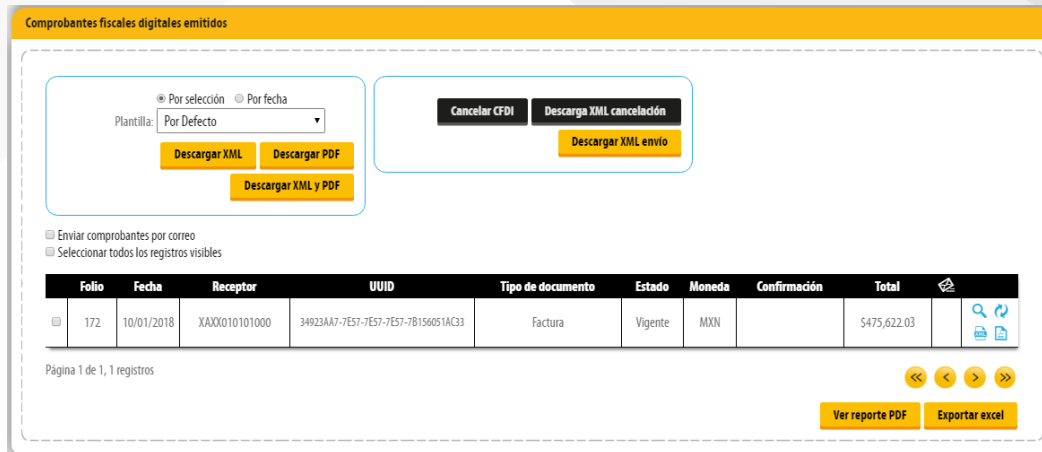 Comprobantes fiscales digitales emitidos
Por selección Por fecha
Plantilla: Por Defecto
Descargar XML Descargar PDF
Descargar XML y PDF
Cancelar CFDI Descarga XML cancelación
Descargar XML envío
Enviar comprobantes por correo
Seleccionar todos los registros visibles
Folio Fecha Receptor UUID Tipo de documento Estado Moneda Confirmación Total
172 10/01/2018 XAXX010101000 34923AA7-7E57-7E57-7E57-7B156051AC33 Factura Vigente MXN $475,622.03
XML
Página 1 de 1, 1 registros
Ver reporte PDF Exportar excel